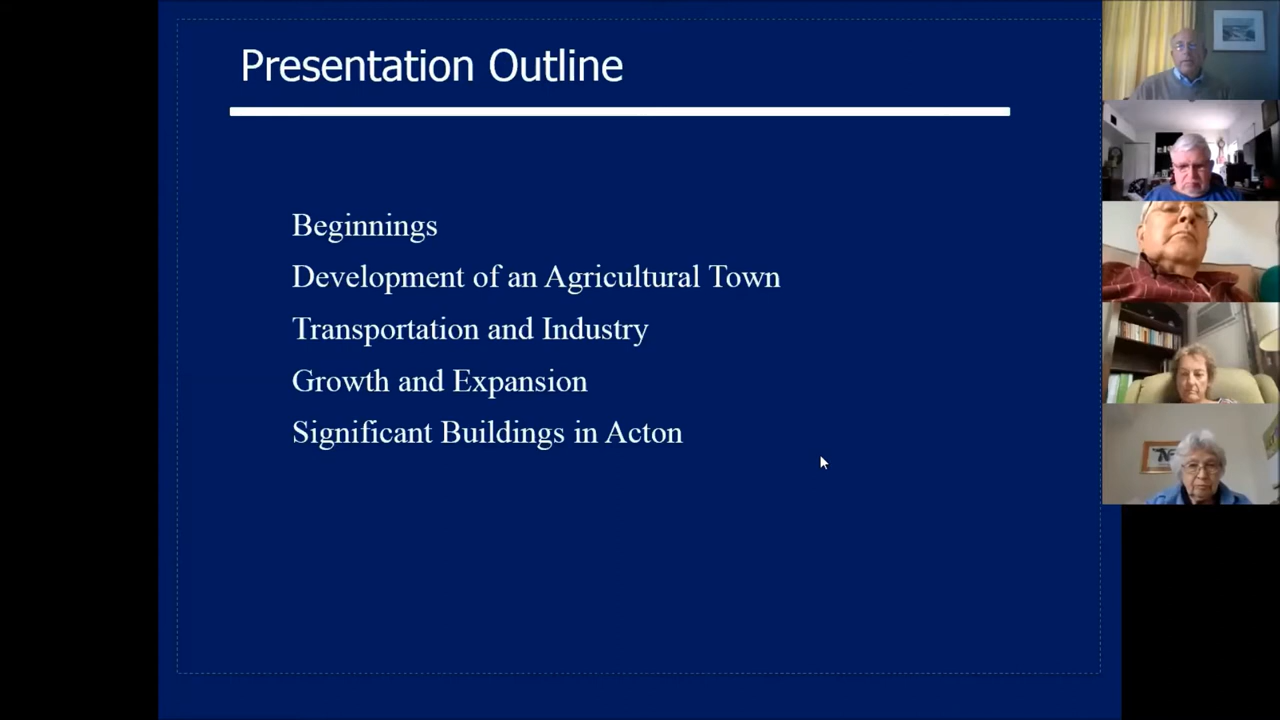 Presentation Outline
Beginnings
Development of an Agricultural Town
Transportation and Industry
Growth and Expansion
Significant Buildings in Acton